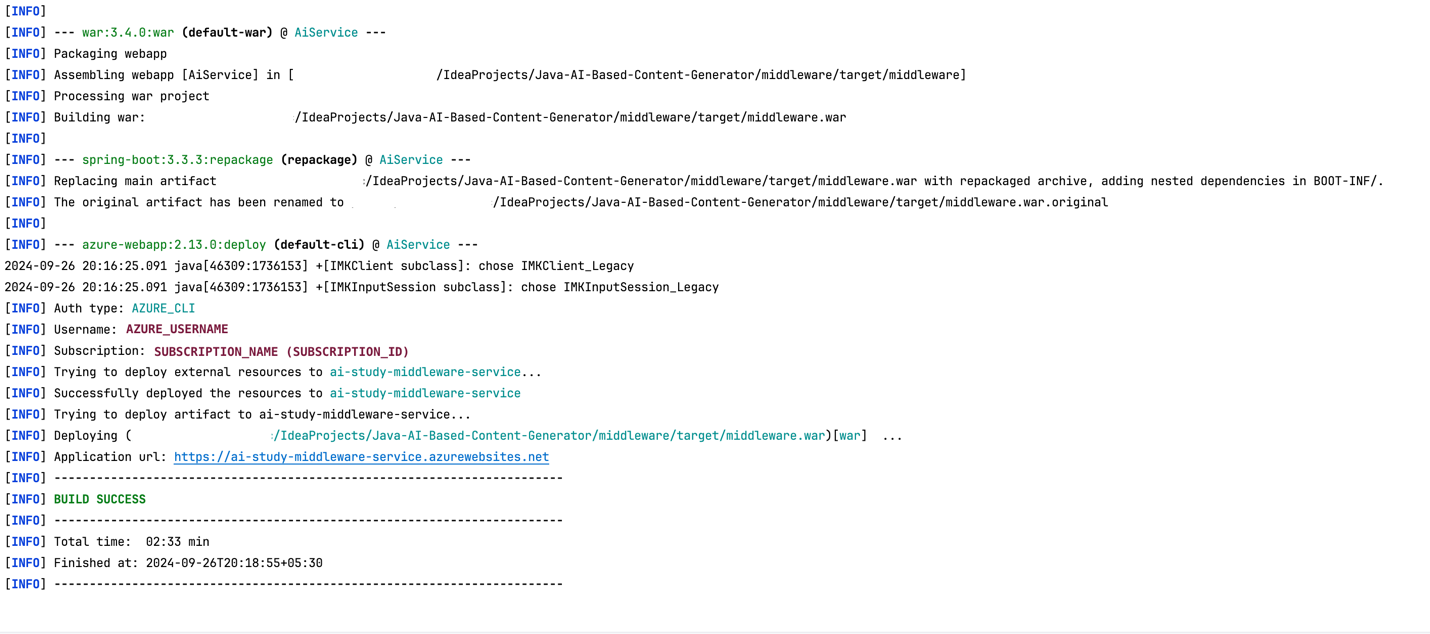 [INFO]
[INFO] --- war:3.4.0:war (default-war) @ AiService ---
[INFO] Packaging webapp
[INFO] Assembling webapp [AiService] in [ /IdeaProjects/Java-AI-Based-Content-Generator/middleware/target/middleware]
[INFO] Processing war project
[INFO] Building war: /IdeaProjects/Java-AI-Based-Content-Generator/middleware/target/middleware.war
[INFO]
[INFO] --- spring-boot:3.3.3:repackage (repackage) @ AiService ---
[INFO] Replacing main artifact /IdeaProjects/Java-AI-Based-Content-Generator/middleware/target/middleware.war with repackaged archive, adding nested dependencies in BOOT-INF/.
[INFO] The original artifact has been renamed to /IdeaProjects/Java-AI-Based-Content-Generator/middleware/target/middleware.war.original
[INFO]
[INFO] --- azure-webapp:2.13.0:deploy (default-cli) @ AiService ---
2024-09-26 20:16:25.091 java[46309:1736153] +[IMKClient subclass]: chose IMKClient_Legacy
2024-09-26 20:16:25.091 java[46309:1736153] +[IMKInputSession subclass]: chose IMKInputSession_Legacy
[INFO] Auth type: AZURE_CLI
[INFO] Username: AZURE_USERNAME
[INFO] Subscription: SUBSCRIPTION_NAME (SUBSCRIPTION_ID)
[INFO] Trying to deploy external resources to ai-study-middleware-service...
[INFO] Successfully deployed the resources to ai-study-middleware-service
[INFO] Trying to deploy artifact to ai-study-middleware-service...
[INFO] Deploying ( /IdeaProjects/Java-AI-Based-Content-Generator/middleware/target/middleware.war)[war] ...
[INFO] Application url: https://ai-study-middleware-service.azurewebsites.net
[INFO] ------------------------------------------------------------------------
[INFO] BUILD SUCCESS
[INFO] ------------------------------------------------------------------------
[INFO] Total time: 02:33 min
[INFO] Finished at: 2024-09-26T20:18:55+05:30
[INFO] ------------------------------------------------------------------------